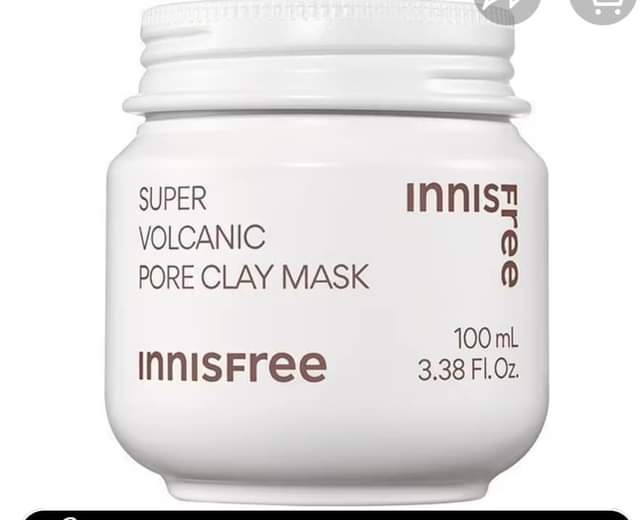 SUPER
VOLCANIC
PORE CLAY MASK
INNISFree
INNISFree
100 mL
3.38 Fl.Oz.